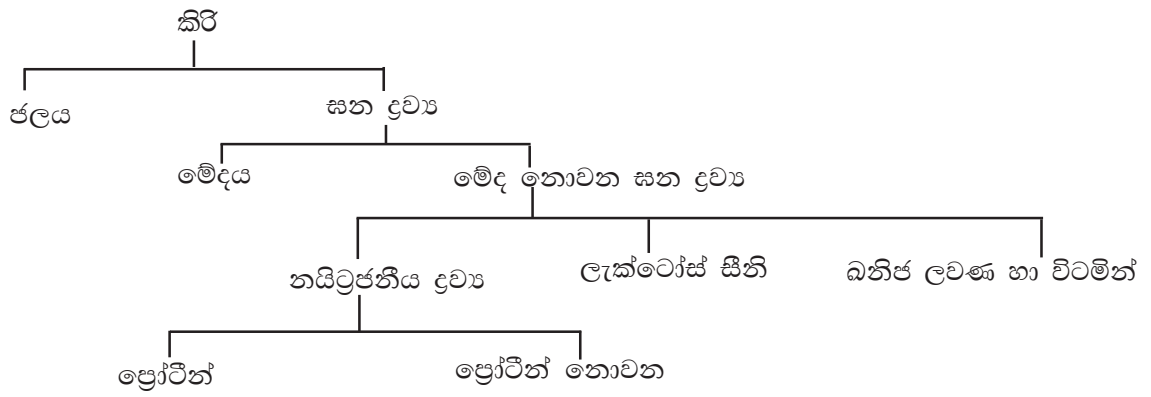 කිරි
ජලය
ඝන ද්‍රව්‍ය
මේදය
මේද නොවන ඝන ද්‍රව්‍ය
නයිට්‍රජනීය ද්‍රව්‍ය
ලැක්ටෝස් සීනි
ඛනිජ ලවණ හා විටමින්
ප්‍රෝටීන්
ප්‍රෝටීන් නොවන